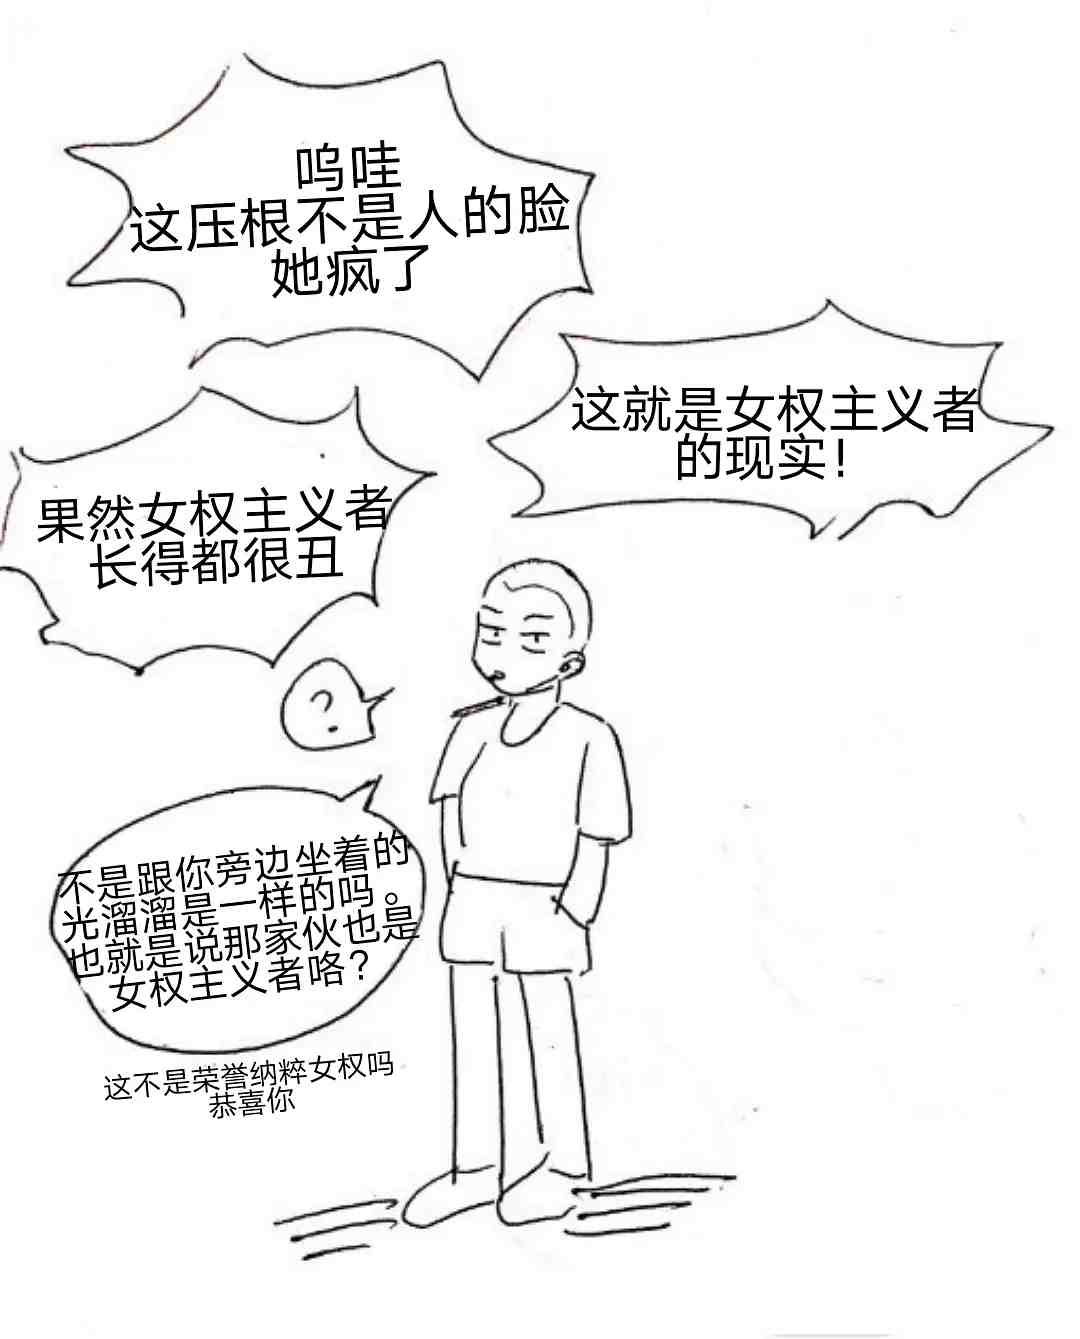 呜哇
这压根不是人的脸
她疯了
这就是女权主义者
的现实!
果然女权主义者
长得都很丑
?
不是跟你旁边坐着的
光溜溜是一样的吗。
也就是说那家伙也是
女权主义者咯?
这不是荣誉纳粹女权吗
恭喜你